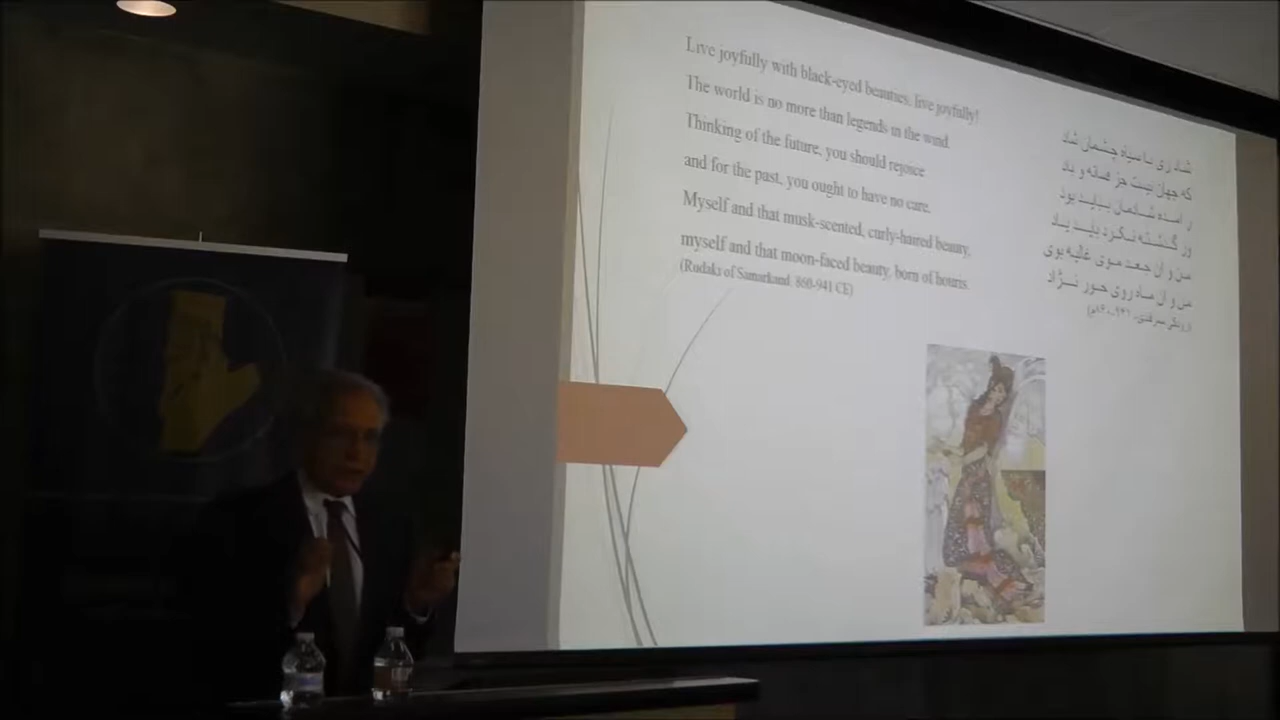 Live joyfully with black-eyed beauties, live joyfully!
The world is no more than legends in the wind
Thinking of the future, you should rejoice
and for the past, you ought to have no care.
Myself and that musk-scented, curly-haired beauty,
myself and that moon-faced beauty, born of houris.
(Rudaki of Samarkand. 860-941 CE)
شاد زی با سیاه چشمان شاد
که جهان نیست جز فسانه و باد
ز آمده شادمان بباید بود
وز گذشته نکرد باید یاد
من و آن جعد موی غالیه بوی
من و آن ماه روی حور نژاد
(رودکی سمرقندی- ۹۴۱-۸۶۰م)